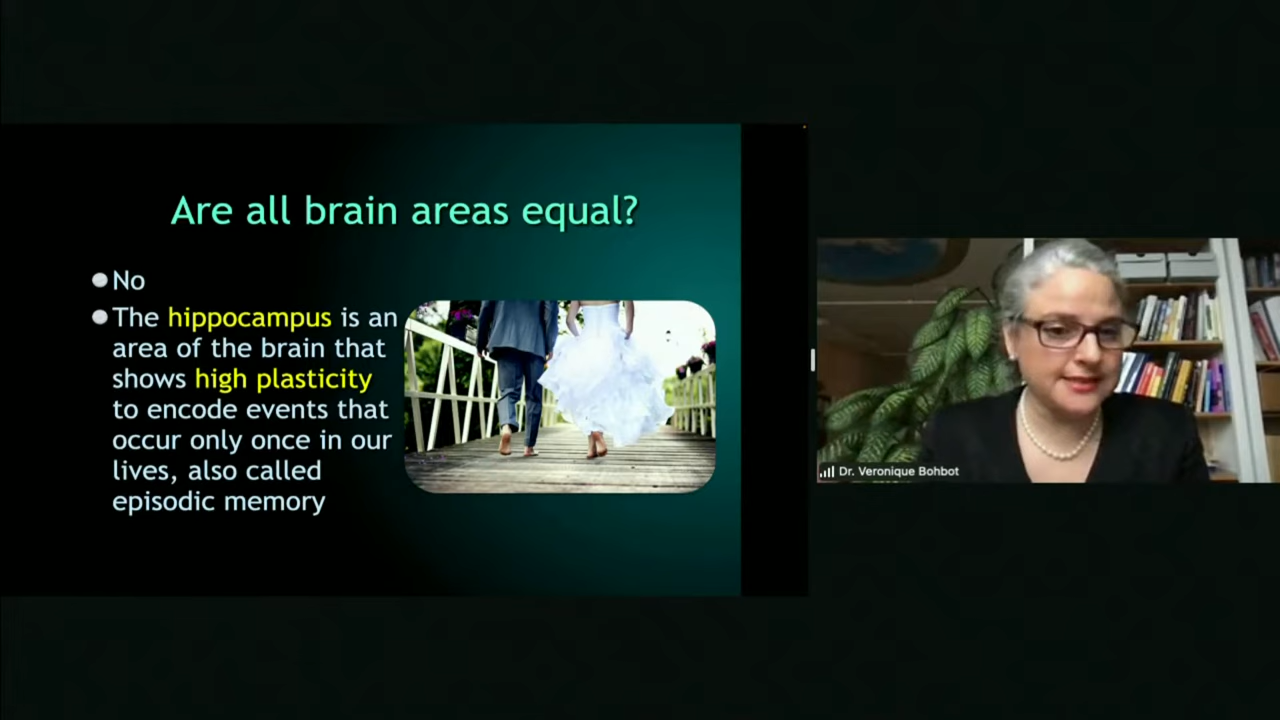 Are all brain areas equal?
No
The hippocampus is an
area of the brain that
shows high plasticity
to encode events that
occur only once in our
lives, also called
episodic memory
Dr. Veronique Bohbot